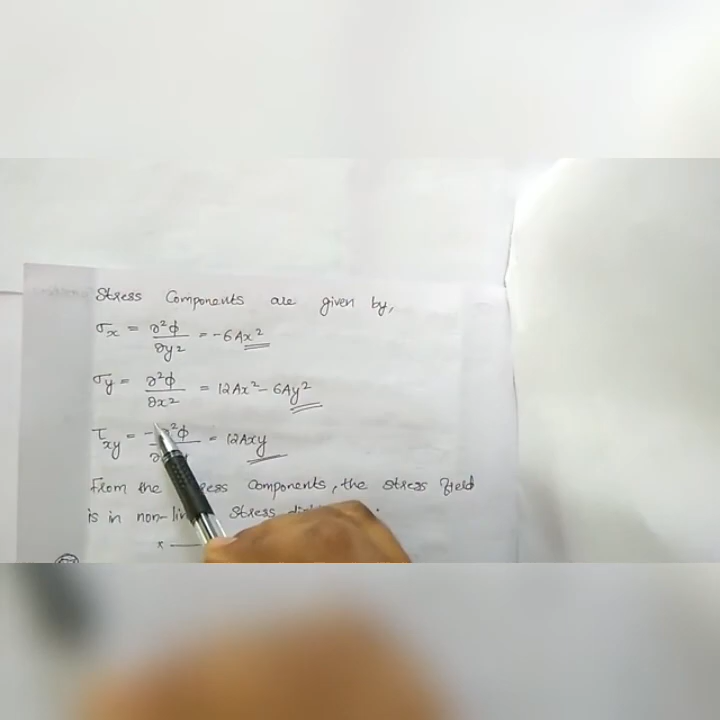 Stress Components are given by,
σx = ∂²φ/∂y² = -6Ax²
σy = ∂²φ/∂x² = 12Ax² - 6Ay²
τxy = = 12Axy
From the Components, the stress field
is in Stress